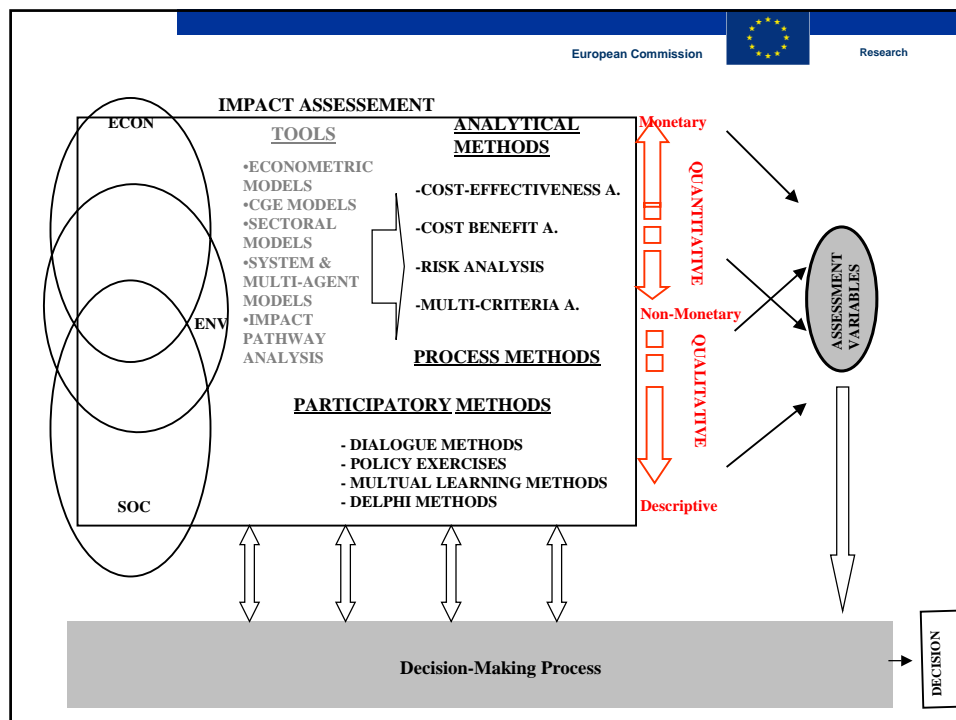 European Commission
Research
IMPACT ASSESSEMENT
ECON
ENV
SOC
TOOLS
•ECONOMETRIC
MODELS
•CGE MODELS
•SECTORAL
MODELS
•SYSTEM &
MULTI-AGENT
MODELS
•IMPACT
PATHWAY
ANALYSIS
ANALYTICAL
METHODS
-COST-EFFECTIVENESS A.
-COST BENEFIT A.
-RISK ANALYSIS
-MULTI-CRITERIA A.
PROCESS METHODS
PARTICIPATORY METHODS
- DIALOGUE METHODS
- POLICY EXERCISES
- MULTUAL LEARNING METHODS
- DELPHI METHODS
Monetary
QUANTITATIVE
Non-Monetary
QUALITATIVE
Descriptive
ASSESSMENT
VARIABLES
Decision-Making Process
DECISION